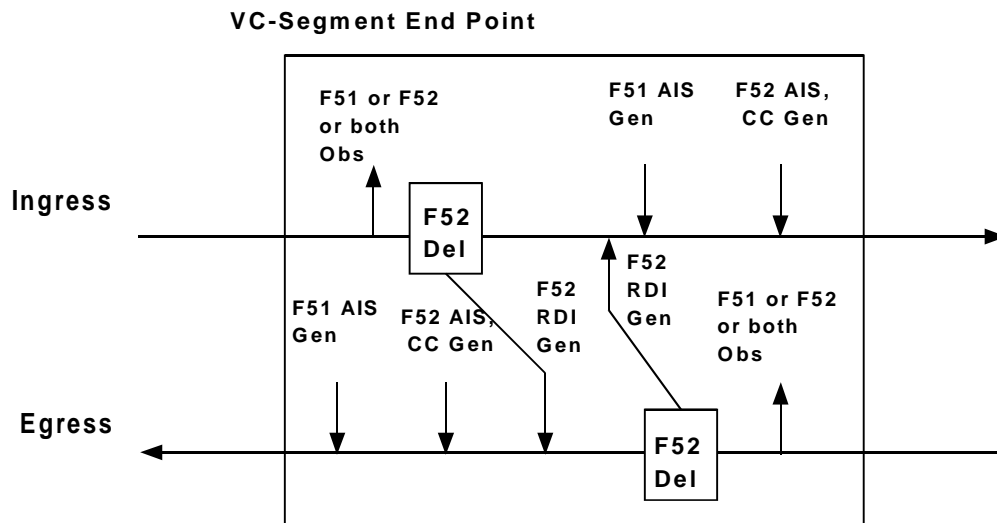 VC-Segment End Point
F51 or F52
or both
Obs
F51 AIS
Gen
F52 AIS,
CC Gen
Ingress
F52
Del
F51 AIS
Gen
F52 AIS,
CC Gen
F52
RDI
Gen
F52
RDI
Gen
F51 or F52
or both
Obs
Egress
F52
Del